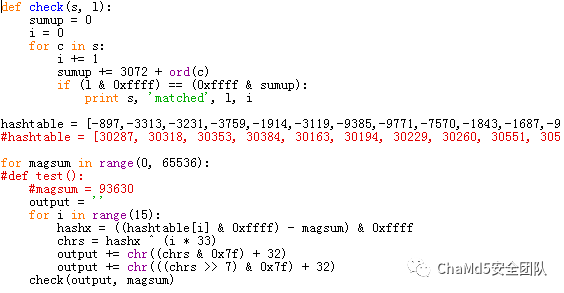 def check(s, l):
    sumup = 0
    i = 0
    for c in s:
        i += 1
        sumup += 3072 + ord(c)
        if (l & 0xffff) == (0xffff & sumup):
            print s, 'matched', l, i
hashtable = [-897,-3313,-3231,-3759,-1914,-3119,-9385,-9771,-7570,-1843,-1687,-9
#hashtable = [30287, 30318, 30353, 30384, 30163, 30194, 30229, 30260, 30551, 305
for magsum in range(0, 65536):
#def test():
    #magsum = 93630
    output = ''
    for i in range(15):
        hashx = ((hashtable[i] & 0xffff) - magsum) & 0xffff
        chrs = hashx ^ (i * 33)
        output += chr((chrs & 0x7f) + 32)
        output += chr(((chrs >> 7) & 0x7f) + 32)
    check(output, magsum)
ChaMd5安全团队